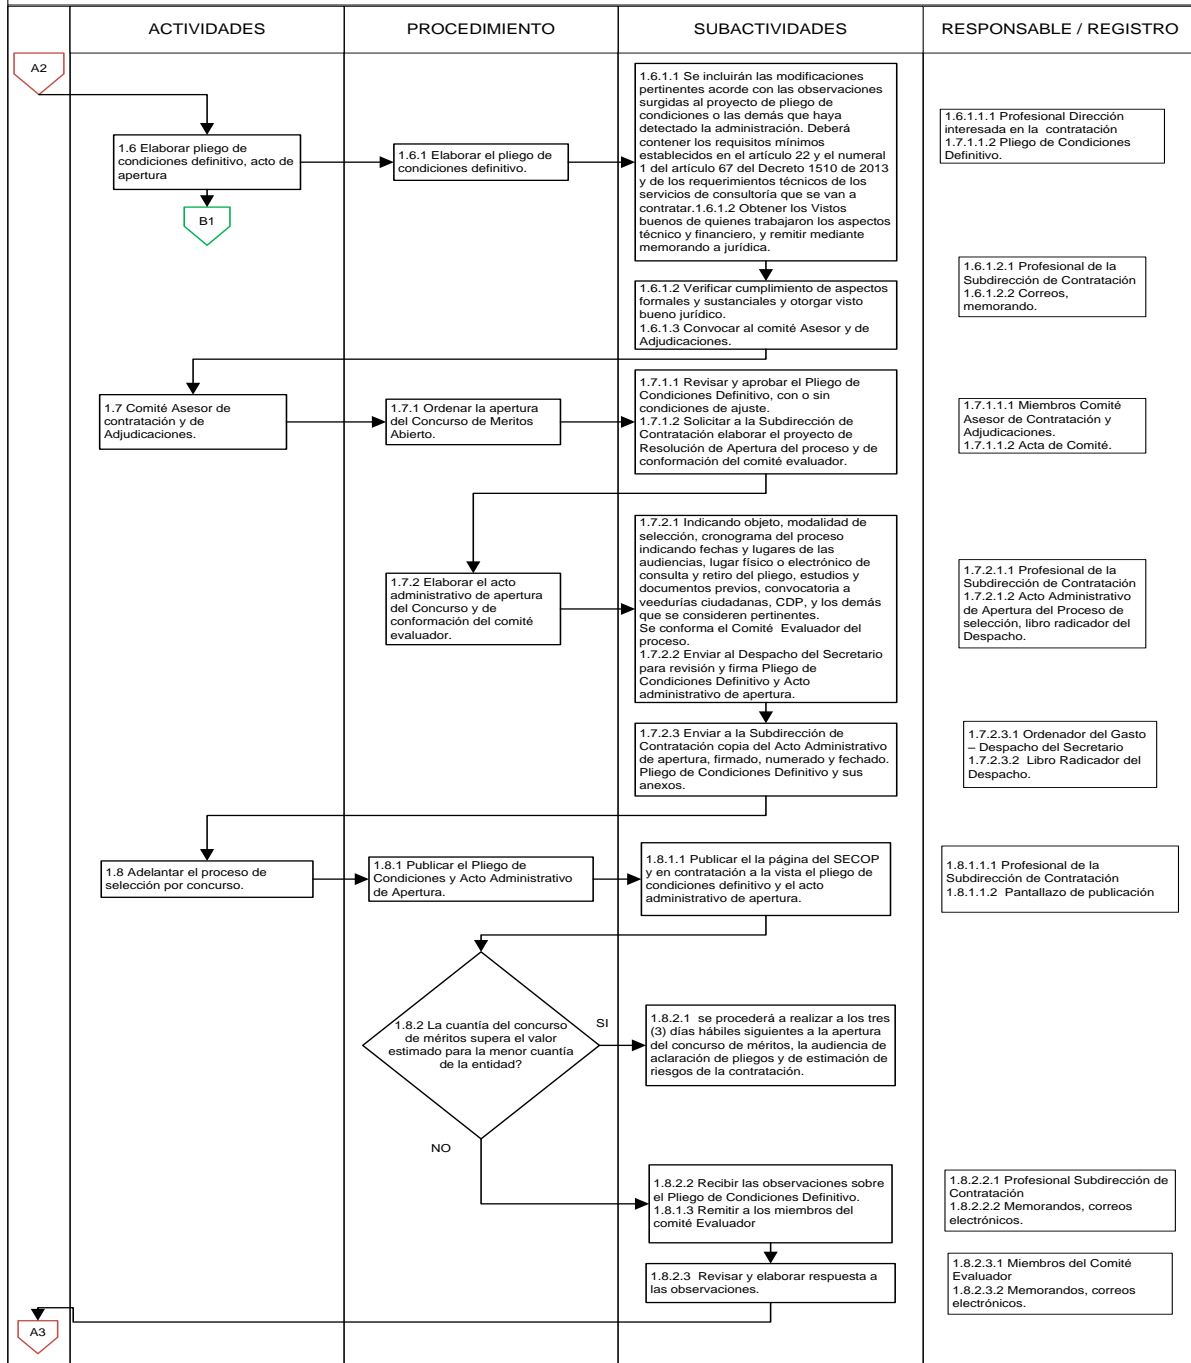 ACTIVIDADES
PROCEDIMIENTO
SUBACTIVIDADES
RESPONSABLE / REGISTRO
A2
1.6 Elaborar pliego de
condiciones definitivo, acto de
apertura
B1
1.6.1 Elaborar el pliego de
condiciones definitivo.
1.6.1.1 Se incluirán las modificaciones
pertinentes acorde con las observaciones
surgidas al proyecto de pliego de
condiciones o las demás que haya
detectado la administración. Deberá
contener los requisitos mínimos
establecidos en el artículo 22 y el numeral
1 del artículo 67 del Decreto 1510 de 2013
y de los requerimientos técnicos de los
servicios de consultoría que se van a
contratar.1.6.1.2 Obtener los Vistos
buenos de quienes trabajaron los aspectos
técnico y financiero, y remitir mediante
memorando a jurídica.
1.6.1.1.1 Profesional Dirección
interesada en la  contratación
1.7.1.1.2 Pliego de Condiciones
Definitivo.
1.6.1.2 Verificar cumplimiento de aspectos
formales y sustanciales y otorgar visto
bueno jurídico.
1.6.1.3 Convocar al comité Asesor y de
Adjudicaciones.
1.6.1.2.1 Profesional de la
Subdirección de Contratación
1.6.1.2.2 Correos,
memorando.
1.7 Comité Asesor de
contratación y de
Adjudicaciones.
1.7.1 Ordenar la apertura
del Concurso de Meritos
Abierto.
1.7.1.1 Revisar y aprobar el Pliego de
Condiciones Definitivo, con o sin
condiciones de ajuste.
1.7.1.2 Solicitar a la Subdirección de
Contratación elaborar el proyecto de
Resolución de Apertura del proceso y de
conformación del comité evaluador.
1.7.1.1.1 Miembros Comité
Asesor de Contratación y
Adjudicaciones.
1.7.1.1.2 Acta de Comité.
1.7.2 Elaborar el acto
administrativo de apertura
del Concurso y de
conformación del comité
evaluador.
1.7.2.1 Indicando objeto, modalidad de
selección, cronograma del proceso
indicando fechas y lugares de las
audiencias, lugar físico o electrónico de
consulta y retiro del pliego, estudios y
documentos previos, convocatoria a
veedurías ciudadanas, CDP, y los demás
que se consideren pertinentes.
Se conforma el Comité  Evaluador del
proceso.
1.7.2.2 Enviar al Despacho del Secretario
para revisión y firma Pliego de
Condiciones Definitivo y Acto
administrativo de apertura.
1.7.2.1.1 Profesional de la
Subdirección de Contratación
1.7.2.1.2 Acto Administrativo
de Apertura del Proceso de
selección, libro radicador del
Despacho.
1.7.2.3 Enviar a la Subdirección de
Contratación copia del Acto Administrativo
de apertura, firmado, numerado y fechado.
Pliego de Condiciones Definitivo y sus
anexos.
1.7.2.3.1 Ordenador del Gasto
– Despacho del Secretario
1.7.2.3.2  Libro Radicador del
Despacho.
1.8 Adelantar el proceso de
selección por concurso.
1.8.1 Publicar el Pliego de
Condiciones y Acto Administrativo
de Apertura.
1.8.1.1 Publicar el la página del SECOP
y en contratación a la vista el pliego de
condiciones definitivo y el acto
administrativo de apertura.
1.8.1.1.1 Profesional de la
Subdirección de Contratación
1.8.1.1.2  Pantallazo de publicación
1.8.2 La cuantía del concurso
de méritos supera el valor
estimado para la menor cuantía
de la entidad?
SI
1.8.2.1  se procederá a realizar a los tres
(3) días hábiles siguientes a la apertura
del concurso de méritos, la audiencia de
aclaración de pliegos y de estimación de
riesgos de la contratación.
NO
1.8.2.2 Recibir las observaciones sobre
el Pliego de Condiciones Definitivo.
1.8.1.3 Remitir a los miembros del
comité Evaluador
1.8.2.2.1 Profesional Subdirección de
Contratación
1.8.2.2.2 Memorandos, correos
electrónicos.
1.8.2.3  Revisar y elaborar respuesta a
las observaciones.
1.8.2.3.1 Miembros del Comité
Evaluador
1.8.2.3.2 Memorandos, correos
electrónicos.
A3